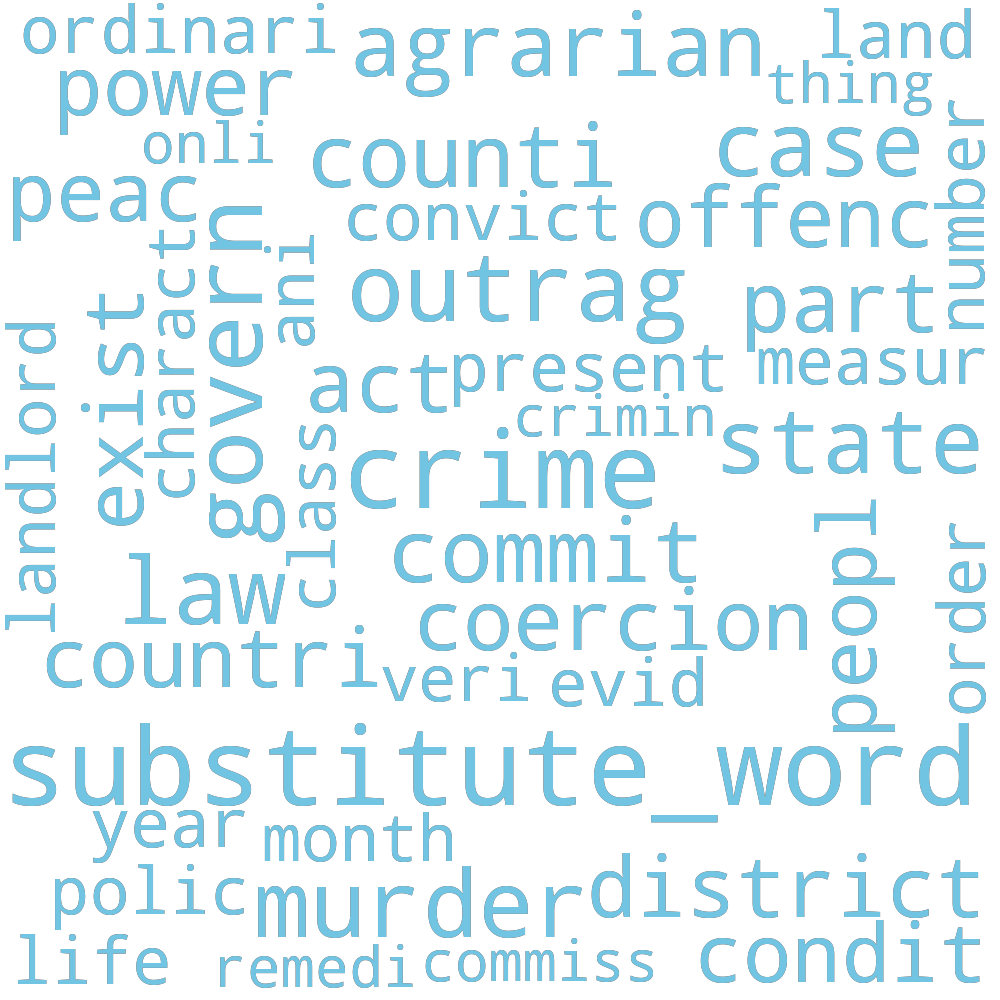 ordinari
agrarian
land
power
thing
onli
counti
case
number
peac
convict
offenc
govern
charact
ani
outrag
part
exist
landlord
act
present
measur
crimin
state
class
crime
peopl
order
law
commit
coercion
countri
veri
evid
substitute_word
year
month
polic
murder
district
life
remedi
commiss
condit